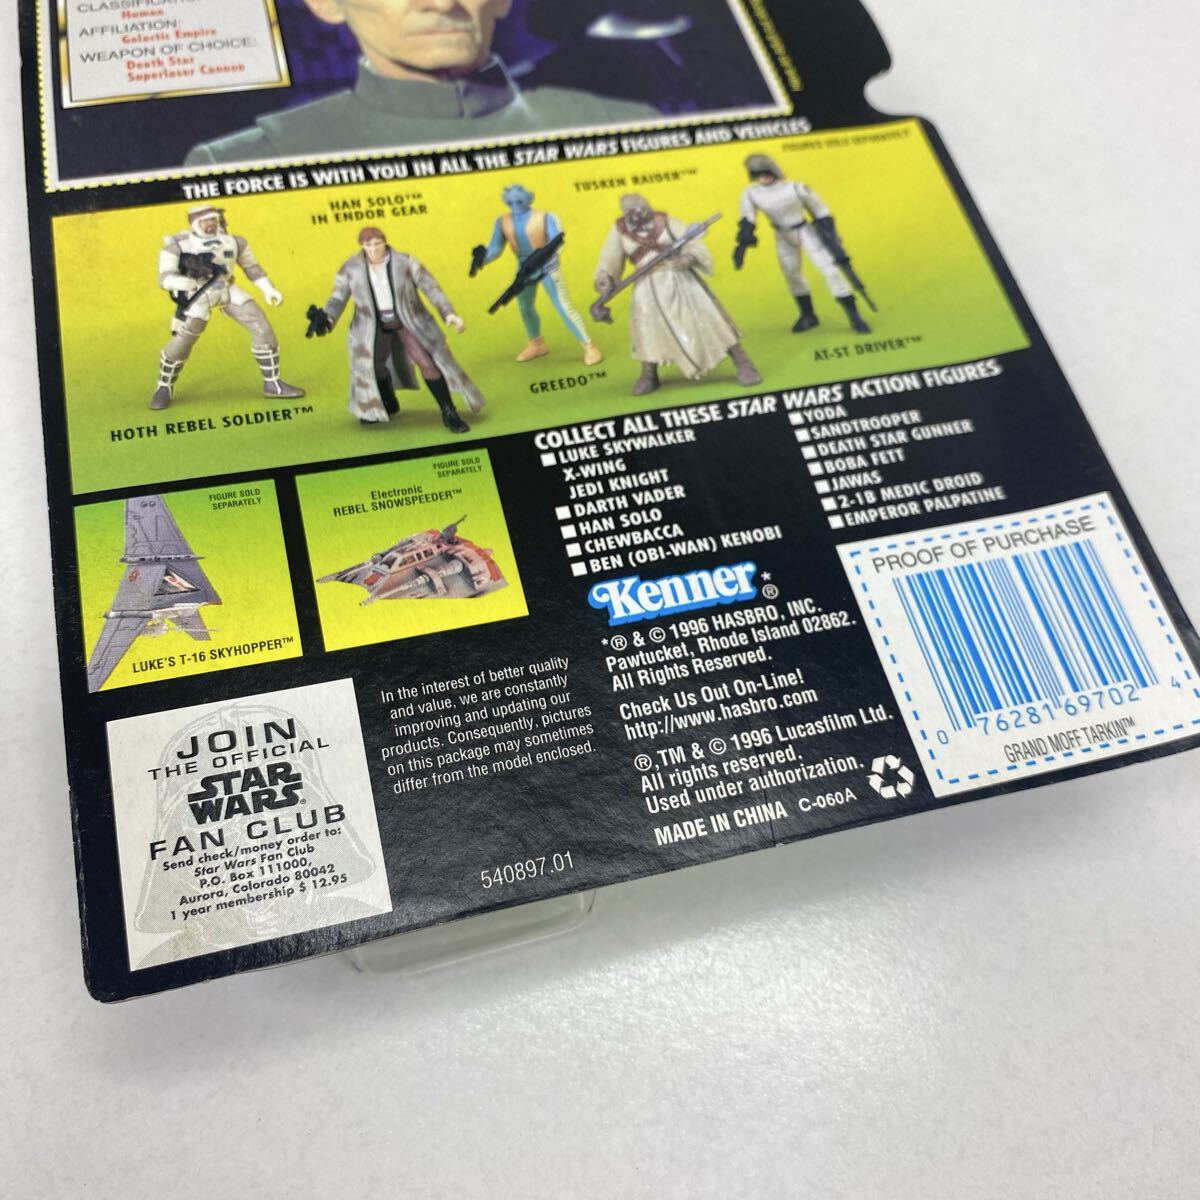 CLASSIFICATION:
Human
AFFILIATION:
Galactic Empire
WEAPON OF CHOICE:
Death Star
Superlaser Cannon
THE FORCE IS WITH YOU IN ALL THE STAR WARS FIGURES AND VEHICLES
FIGURES SOLD SEPARATELY
HAN SOLO™
IN ENDOR GEAR
TUSKEN RAIDER™
HOTH REBEL SOLDIER™
GREEDO™
AT-ST DRIVER™
FIGURE SOLD
SEPARATELY
LUKE'S T-16 SKYHOPPER™
FIGURE SOLD
SEPARATELY
Electronic
REBEL SNOWSPEEDER™
COLLECT ALL THESE STAR WARS ACTION FIGURES
■ LUKE SKYWALKER
X-WING
JEDI KNIGHT
■ DARTH VADER
■ HAN SOLO
■ CHEWBACCA
■ BEN (OBI-WAN) KENOBI
■ YODA
■ SANDTROOPER
■ DEATH STAR GUNNER
■ BOBA FETT
■ JAWAS
■ 2-1B MEDIC DROID
■ EMPEROR PALPATINE
Kenner*®
*® & © 1996 HASBRO, INC.
Pawtucket, Rhode Island 02862.
All Rights Reserved.
Check Us Out On-Line!
http://www.hasbro.com
®,TM & © 1996 Lucasfilm Ltd.
All rights reserved.
Used under authorization.
MADE IN CHINA C-060A
PROOF OF PURCHASE
0 76281 69702 4
GRAND MOFF TARKIN™
In the interest of better quality
and value, we are constantly
improving and updating our
products. Consequently, pictures
on this package may sometimes
differ from the model enclosed.
540897.01
JOIN
THE OFFICIAL
STAR
WARS®
FAN CLUB
Send check/money order to:
Star Wars Fan Club
P.O. Box 111000,
Aurora, Colorado 80042
1 year membership $ 12.95